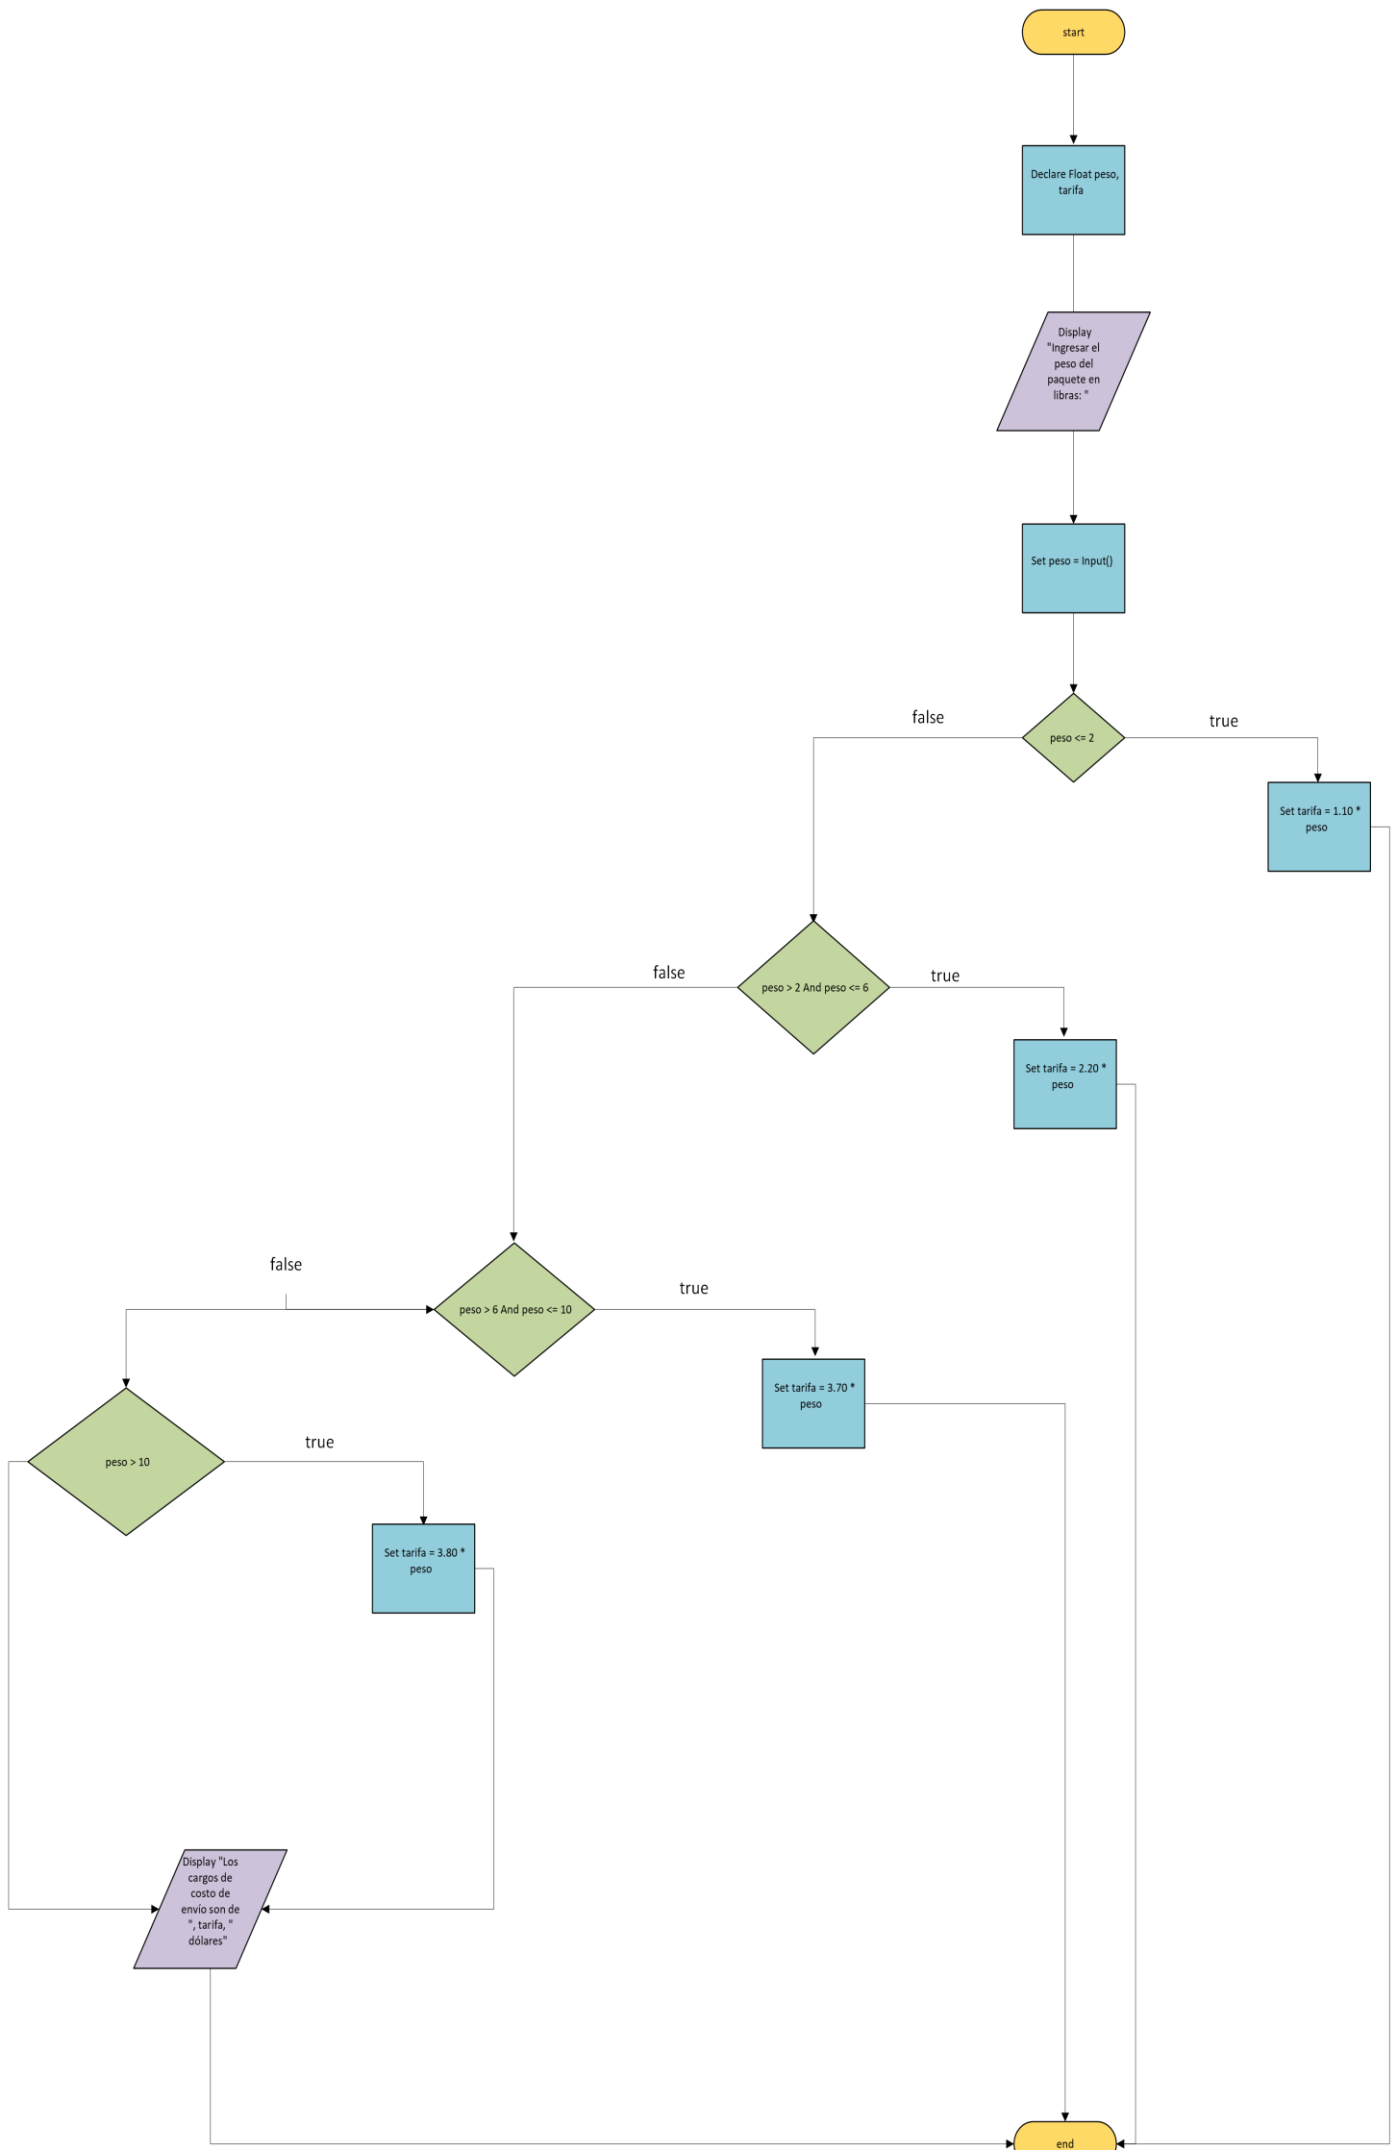 start
Declare Float peso,
tarifa
Display
"Ingresar el
peso del
paquete en
libras: "
Set peso = Input()
false
peso <= 2
true
Set tarifa = 1.10 *
peso
false
peso > 2 And peso <= 6
true
Set tarifa = 2.20 *
peso
false
peso > 6 And peso <= 10
true
Set tarifa = 3.70 *
peso
peso > 10
true
Set tarifa = 3.80 *
peso
Display "Los
cargos de
costo de
envío son de
", tarifa, "
dólares"
end